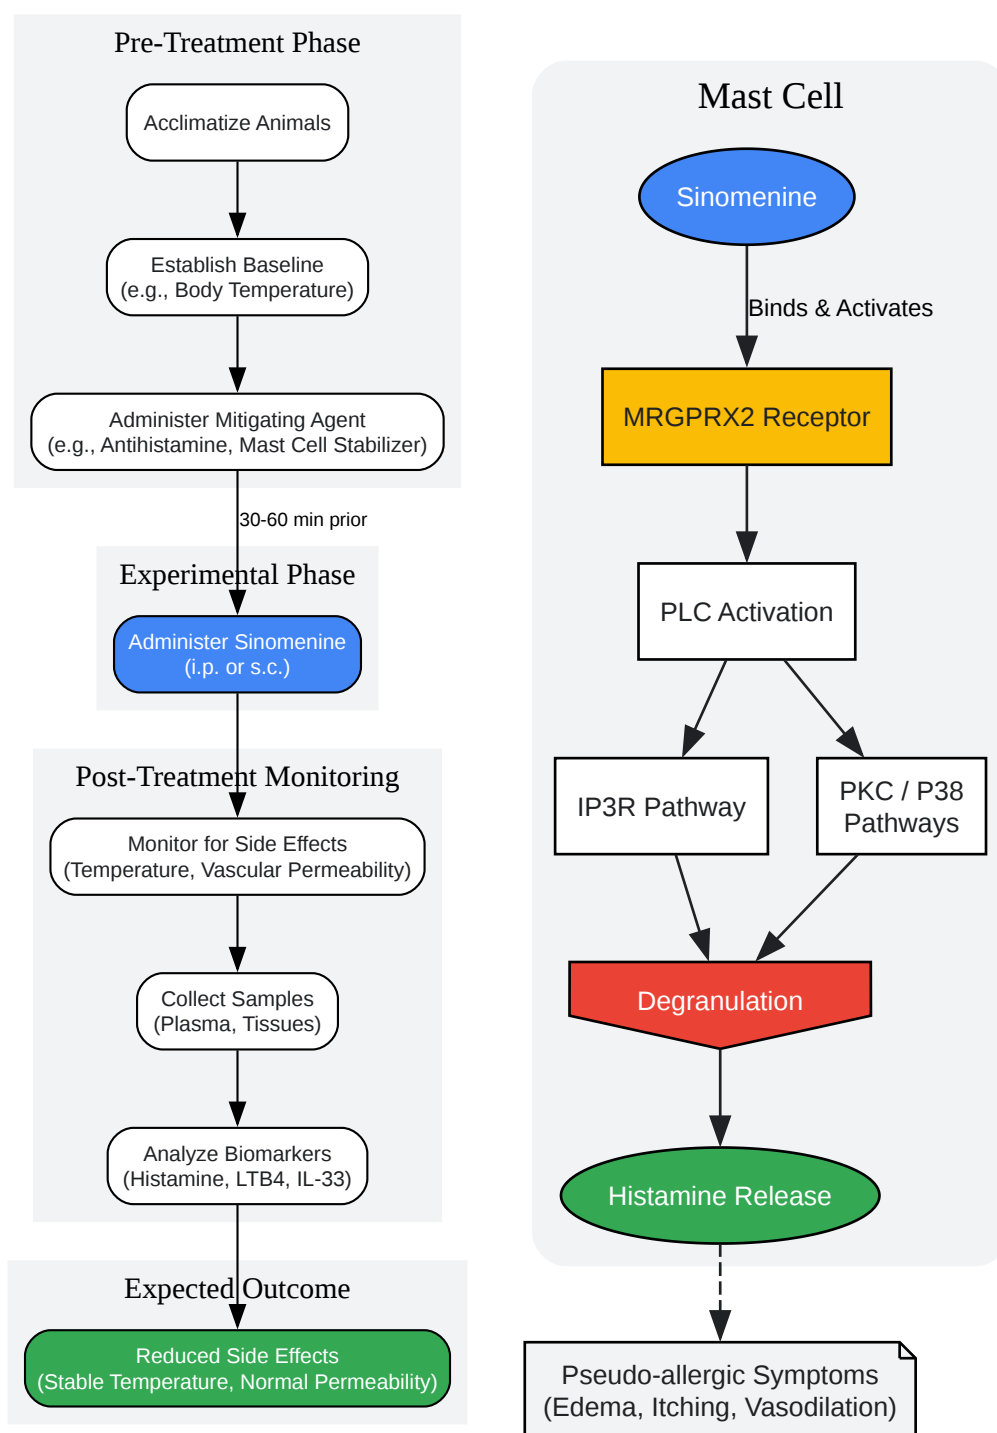 Pre-Treatment Phase
Acclimatize Animals
Establish Baseline
(e.g., Body Temperature)
Administer Mitigating Agent
(e.g., Antihistamine, Mast Cell Stabilizer)
30-60 min prior
Experimental Phase
Administer Sinomenine
(i.p. or s.c.)
Post-Treatment Monitoring
Monitor for Side Effects
(Temperature, Vascular Permeability)
Collect Samples
(Plasma, Tissues)
Analyze Biomarkers
(Histamine, LTB4, IL-33)
Expected Outcome
Reduced Side Effects
(Stable Temperature, Normal Permeability)
Mast Cell
Sinomenine
Binds & Activates
MRGPRX2 Receptor
PLC Activation
IP3R Pathway
PKC / P38
Pathways
Degranulation
Histamine Release
Pseudo-allergic Symptoms
(Edema, Itching, Vasodilation)